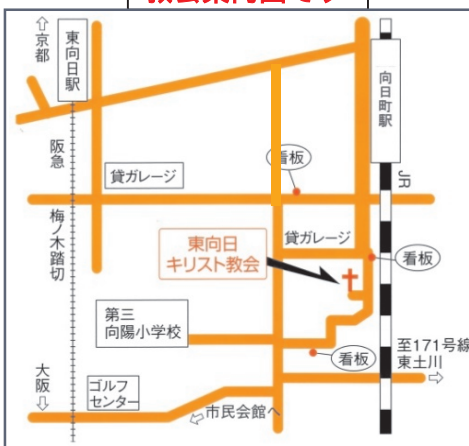 ⇧京都
東向日駅
向日町駅
阪急
貸ガレージ
看板
JR
梅ノ木踏切
東向日
キリスト教会
貸ガレージ
看板
第三
向陽小学校
看板
至171号線
東土川
⇨
大阪
⇩
ゴルフ
センター
⇦市民会館へ